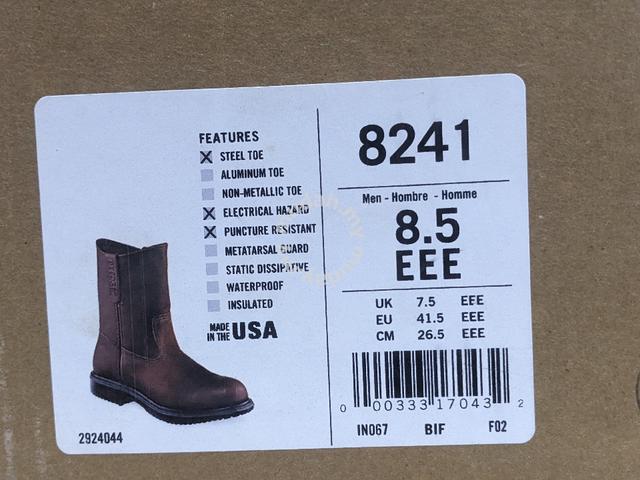 FEATURES
STEEL TOE
ALUMINUM TOE
NON-METALLIC TOE
ELECTRICAL HAZARD
PUNCTURE RESISTANT
METATARSAL GUARD
STATIC DISSIPATIVE
WATERPROOF
INSULATED
MADE IN THE USA
2924044
8241
Men - Hombre - Homme
8.5
EEE
UK 7.5 EEE
EU 41.5 EEE
CM 26.5 EEE
0 00333 17043 2
IN067 BIF F02